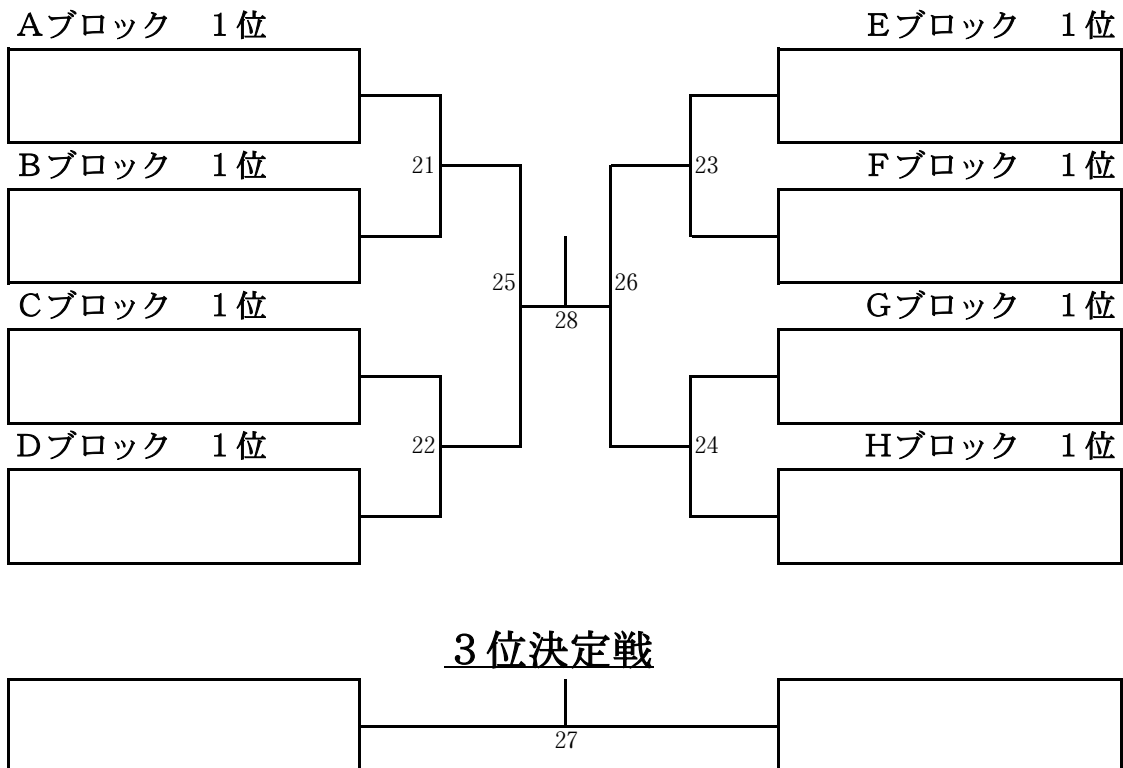 Aブロック　1位
Eブロック　1位
Bブロック　1位
21
23
Fブロック　1位
Cブロック　1位
25
26
Gブロック　1位
28
Dブロック　1位
22
24
Hブロック　1位
3位決定戦
27